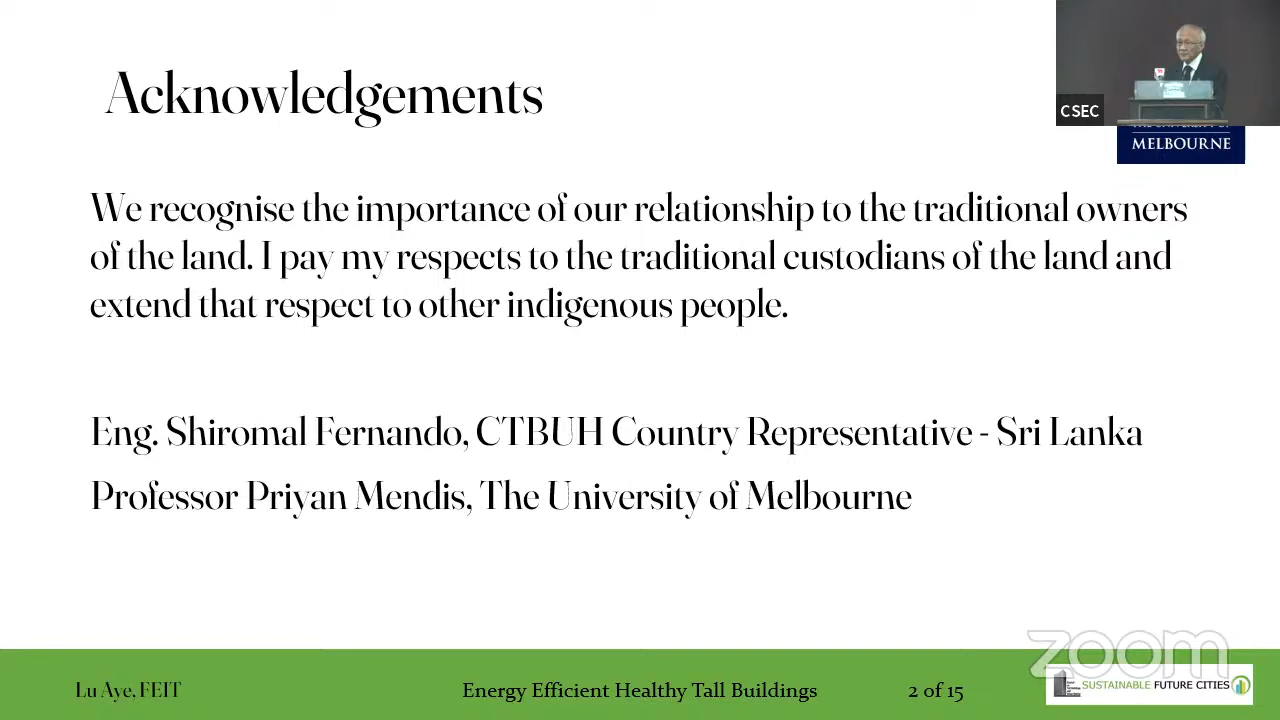 Acknowledgements
CSEC
MELBOURNE
We recognise the importance of our relationship to the traditional owners
of the land. I pay my respects to the traditional custodians of the land and
extend that respect to other indigenous people.
Eng. Shiromal Fernando, CTBUH Country Representative - Sri Lanka
Professor Priyan Mendis, The University of Melbourne
zoom
Lu Aye, FEIT
Energy Efficient Healthy Tall Buildings
2 of 15
SUSTAINABLE FUTURE CITIES